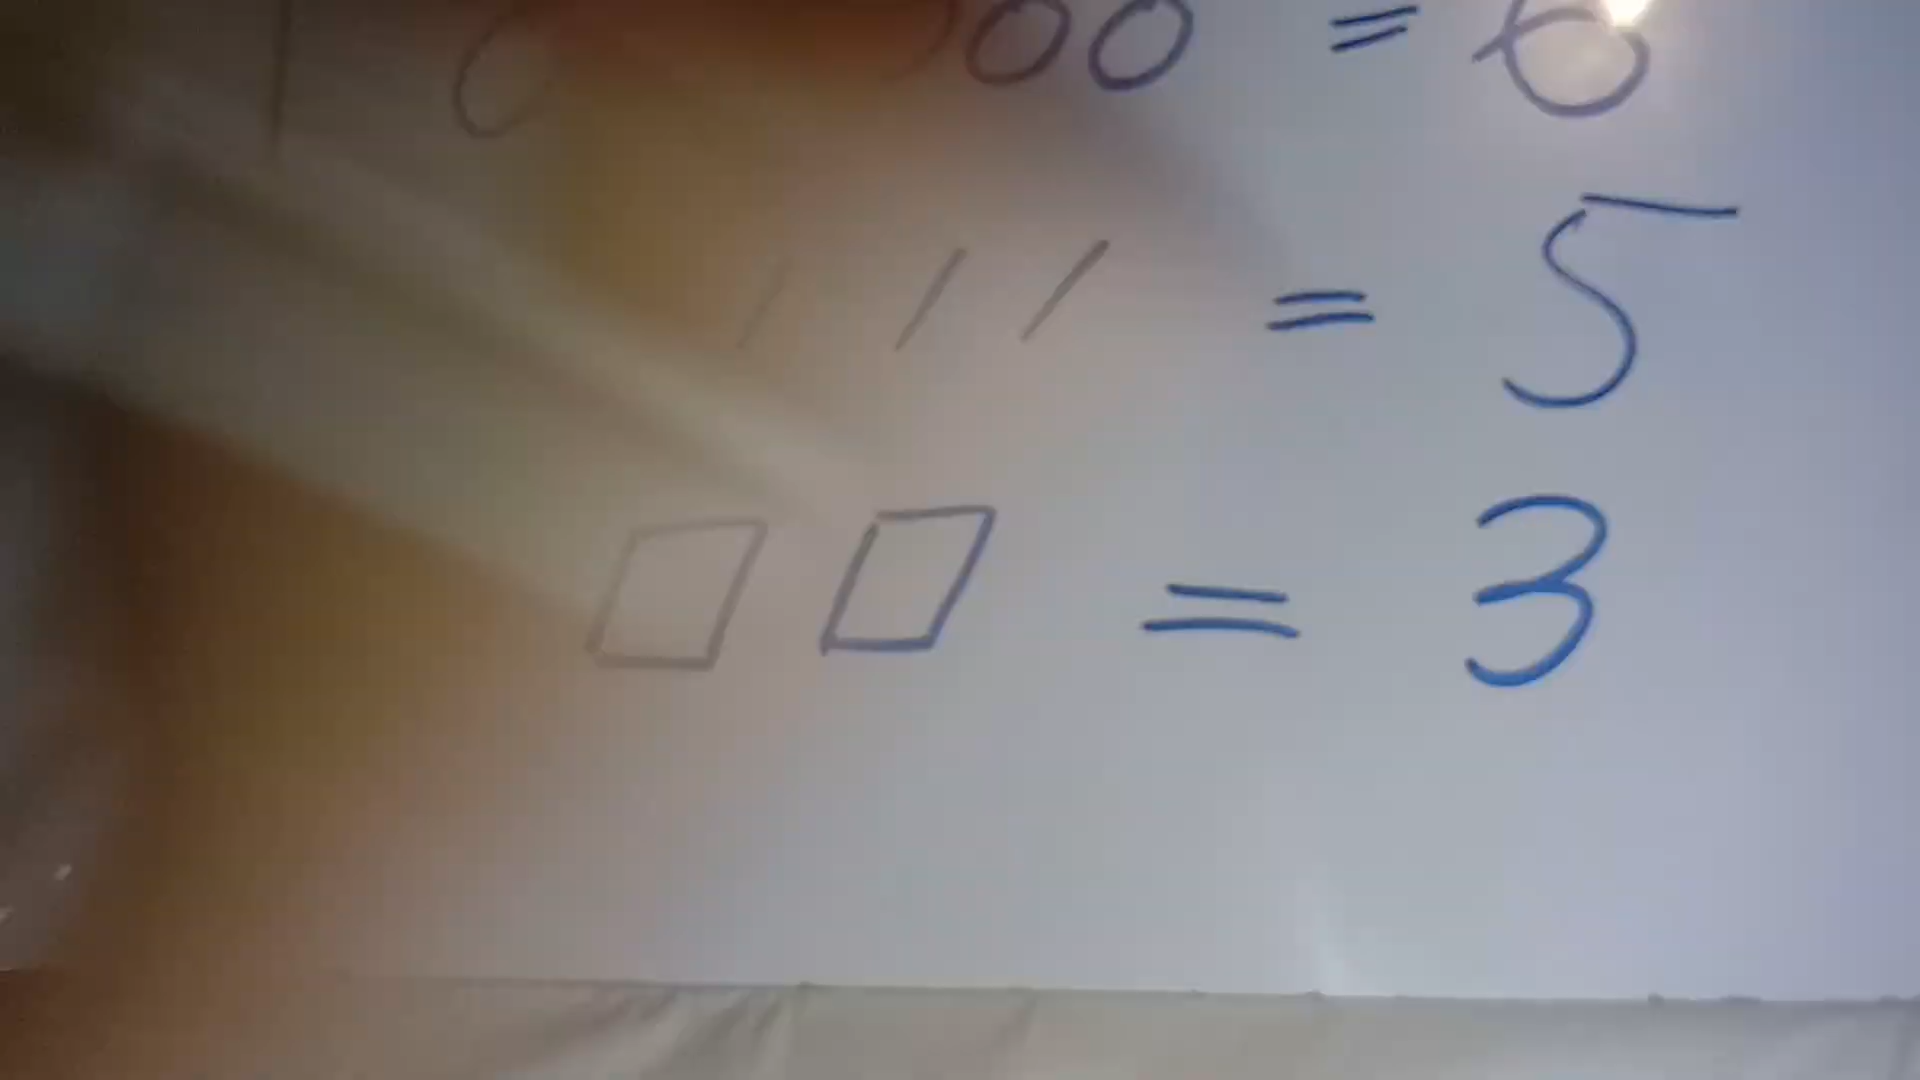 = 6
= 5
= 3